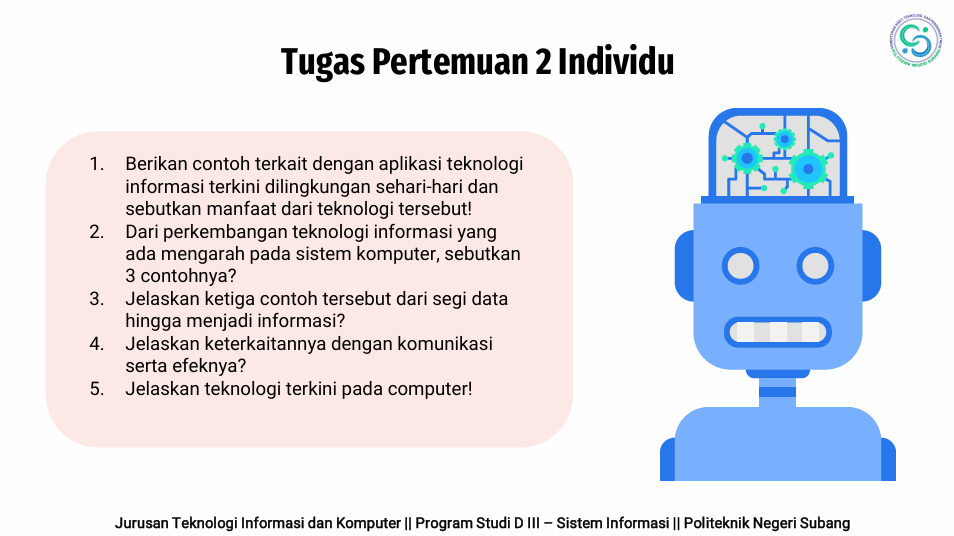 Tugas Pertemuan 2 Individu
1. Berikan contoh terkait dengan aplikasi teknologi
informasi terkini dilingkungan sehari-hari dan
sebutkan manfaat dari teknologi tersebut!
2. Dari perkembangan teknologi informasi yang
ada mengarah pada sistem komputer, sebutkan
3 contohnya?
3. Jelaskan ketiga contoh tersebut dari segi data
hingga menjadi informasi?
4. Jelaskan keterkaitannya dengan komunikasi
serta efeknya?
5. Jelaskan teknologi terkini pada computer!
Jurusan Teknologi Informasi dan Komputer || Program Studi D III – Sistem Informasi || Politeknik Negeri Subang